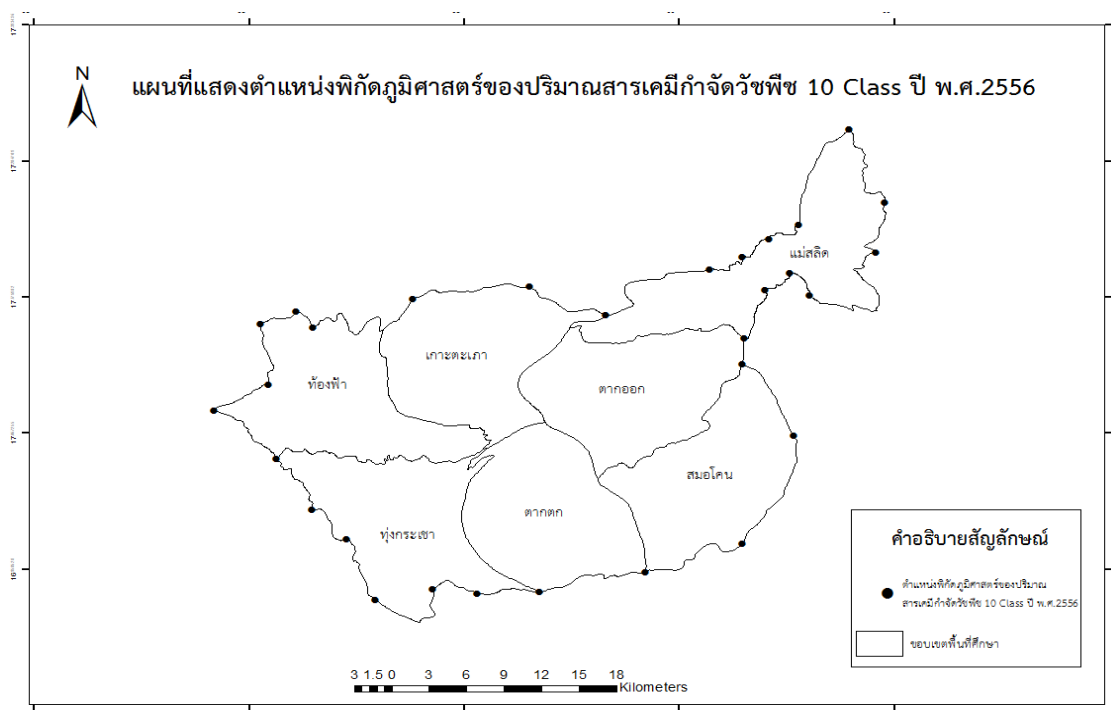 N
แผนที่แสดงตำแหน่งพิกัดภูมิศาสตร์ของปริมาณสารเคมีกำจัดวัชพืช 10 Class ปี พ.ศ.2556
แม่สลิด
เกาะตะเภา
ท้องฟ้า
ตากออก
สมอโคน
ตากตก
ทุ่งกระเชา
คำอธิบายสัญลักษณ์
ตำแหน่งพิกัดภูมิศาสตร์ของปริมาณ
สารเคมีกำจัดวัชพืช 10 Class ปี พ.ศ.2556
ขอบเขตพื้นที่ศึกษา
3 1.5 0 3 6 9 12 15 18
Kilometers